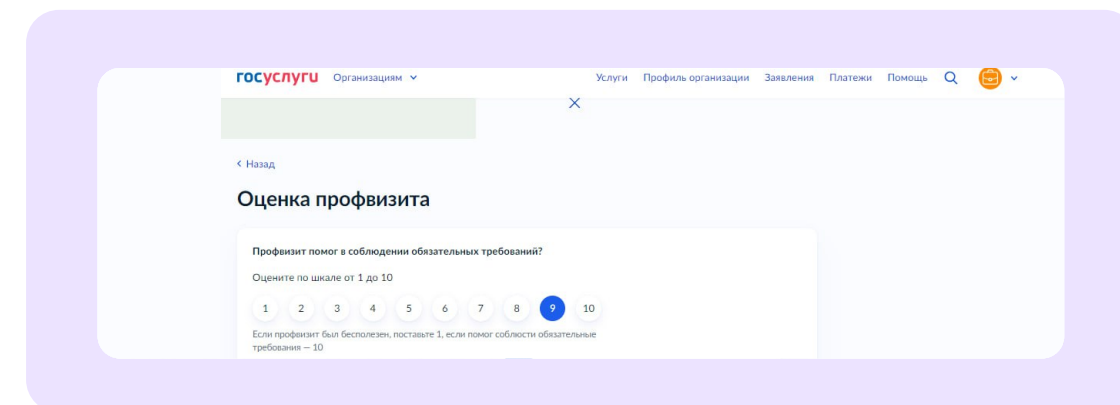 госуслуги Организациям Услуги Профиль организации Заявления Платежи Помощь
Назад
Оценка профвизита
Профвизит помог в соблюдении обязательных требований?
Оцените по шкале от 1 до 10
1 2 3 4 5 6 7 8 9 10
Если профвизит был бесполезен, поставьте 1, если помог соблюсти обязательные
требования — 10